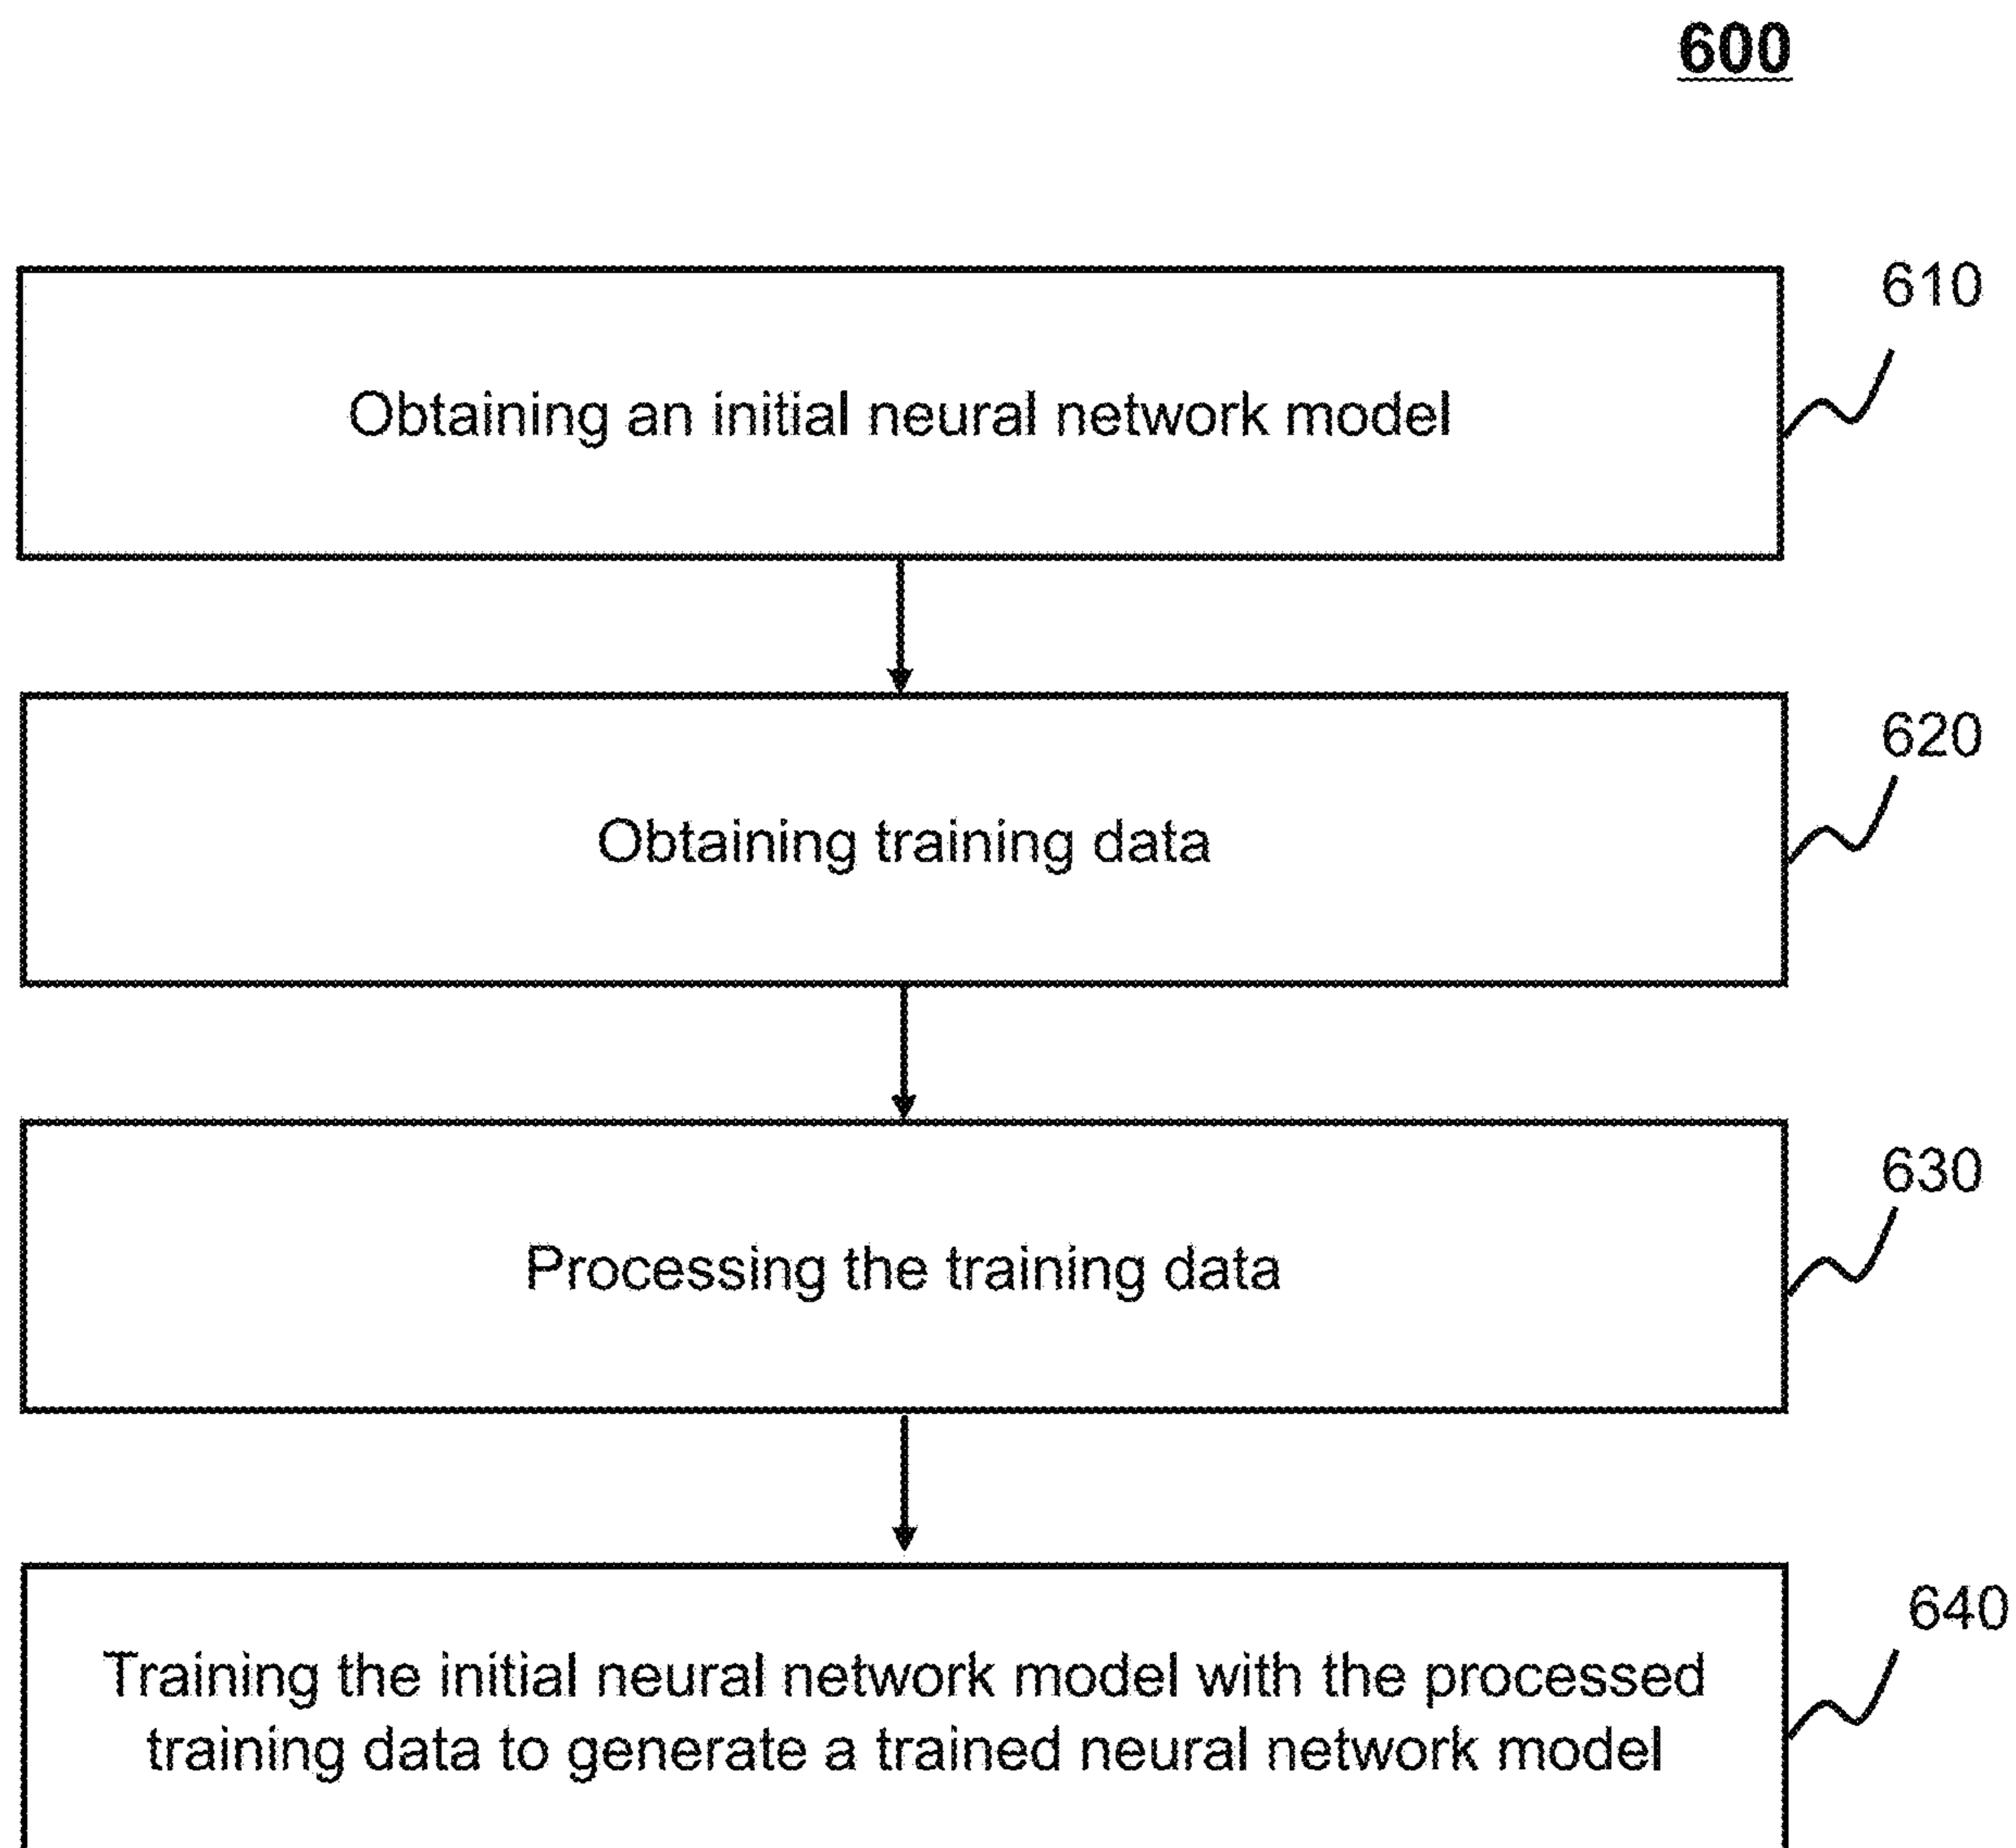 600
610
Obtaining an initial neural network model
620
Obtaining training data
630
Processing the training data
640
Training the initial neural network model with the processed
training data to generate a trained neural network model